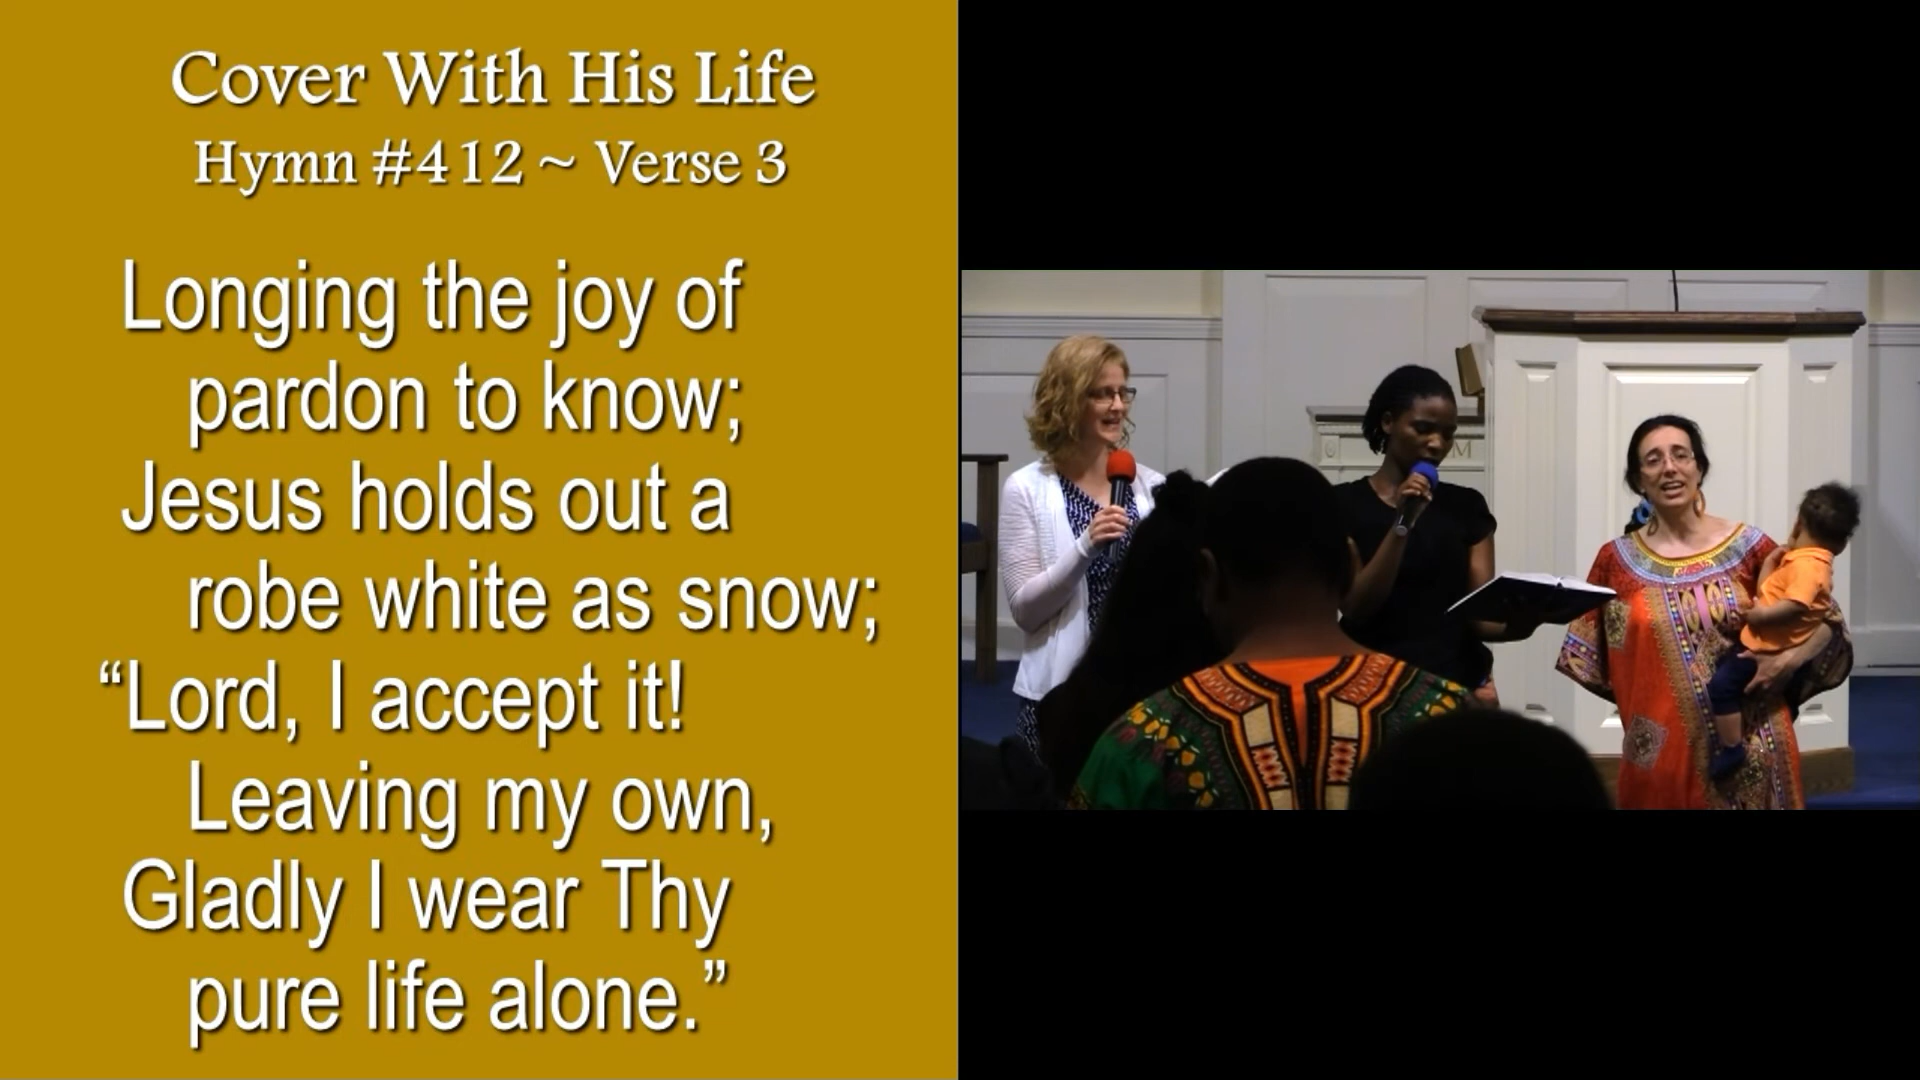 Cover With His Life
Hymn #412 ~ Verse 3
Longing the joy of
pardon to know;
Jesus holds out a
robe white as snow;
“Lord, I accept it!
Leaving my own,
Gladly I wear Thy
pure life alone.”